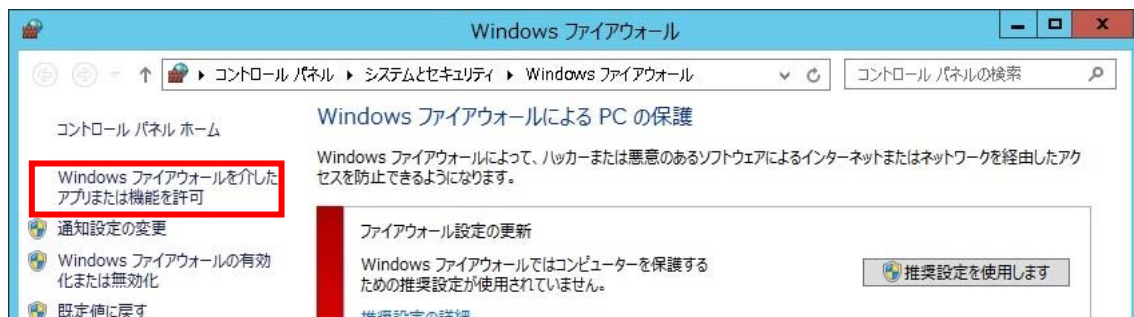 Windows ファイアウォール
コントロール パネル ▸ システムとセキュリティ ▸ Windows ファイアウォール
コントロール パネルの検索
コントロール パネル ホーム
Windows ファイアウォールを介した
アプリまたは機能を許可
通知設定の変更
Windows ファイアウォールの有効
化または無効化
既定値に戻す
Windows ファイアウォールによる PC の保護
Windows ファイアウォールによって、ハッカーまたは悪意のあるソフトウェアによるインターネットまたはネットワークを経由したアク
セスを防止できるようになります。
ファイアウォール設定の更新
Windows ファイアウォールではコンピューターを保護する
ための推奨設定が使用されていません。
推奨設定を使用します
推奨設定の詳細